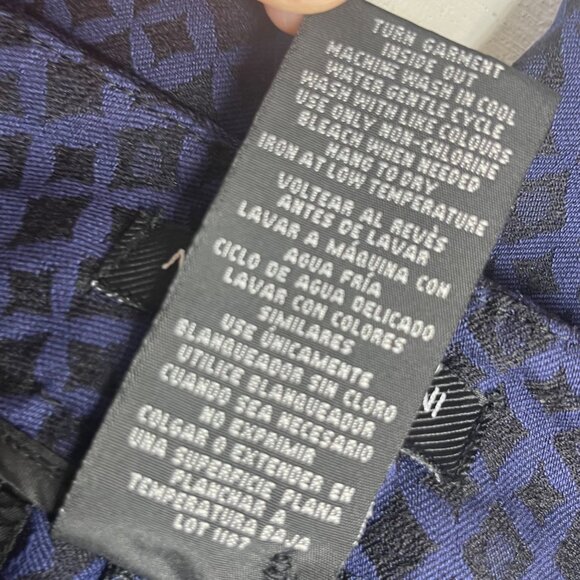 TURN GARMENT
INSIDE OUT
MACHINE WASH IN COOL
WATER GENTLE CYCLE
WASH WITH LIKE COLOURS
USE ONLY NON-CHLORINE
BLEACH WHEN NEEDED
HANG TO DRY
IRON AT LOW TEMPERATURE
VOLTEAR AL REUÉS
ANTES DE LAVAR
LAVAR A MÁQUINA CON
AGUA FRÍA
CICLO DE AGUA DELICADO
LAVAR CON COLORES
SIMILARES
USE ÚNICAMENTE
BLANQUEADOR SIN CLORO
UTILICE BLANQUEADOR
CUANDO SEA NECESARIO
NO EXPRIMIR
COLGAR O EXTENDER EN
UNA SUPERFICIE PLANA
PLANCHAR A
TEMPERATURA BAJA
LOT 1187